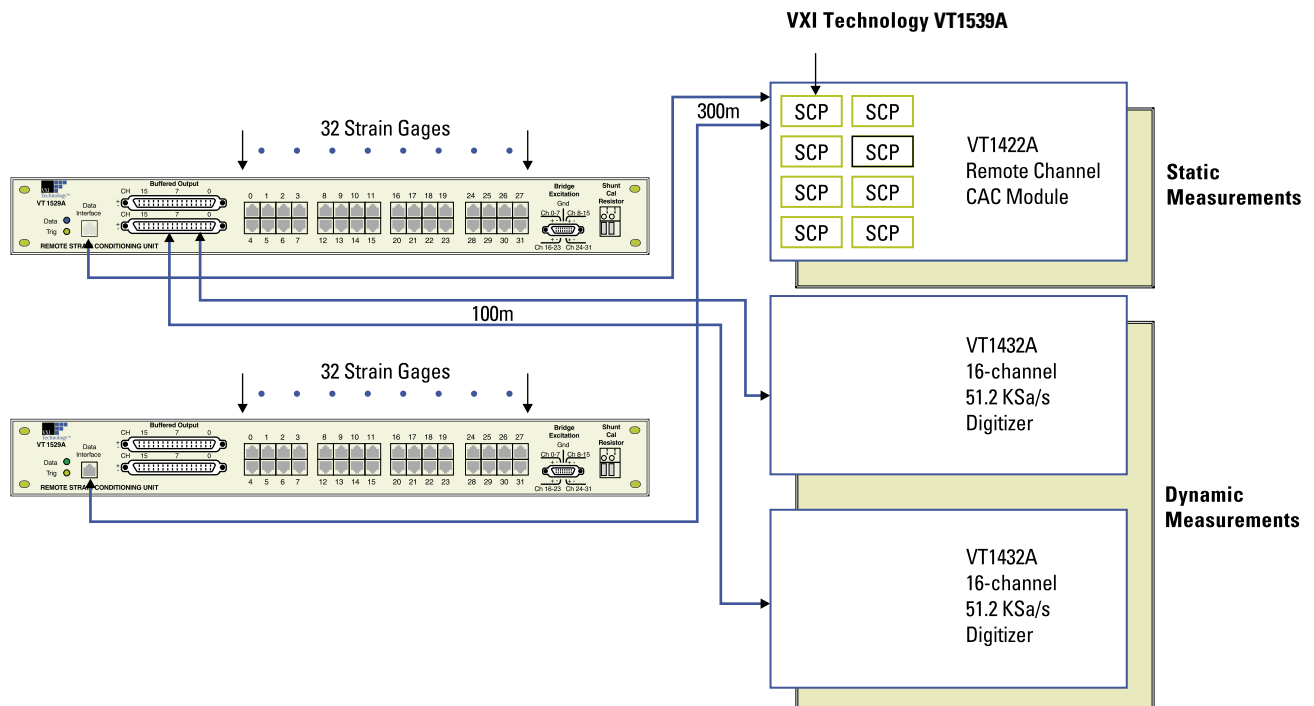 VXI Technology VT1539A
300m
SCP SCP
SCP SCP
SCP SCP
SCP SCP
VT1422A
Remote Channel
CAC Module
Static
Measurements
32 Strain Gages
VXI
Technology
VT 1529A
Data
Interface
Data
Trig
Buffered Output
CH 15 7 0
CH 15 7 0
REMOTE STRAIN CONDITIONING UNIT
0 1 2 3 8 9 10 11 16 17 18 19 24 25 26 27
4 5 6 7 12 13 14 15 20 21 22 23 28 29 30 31
Bridge
Excitation
Gnd
Ch 0-7 Ch 8-15
+ - + -
+ - + -
Ch 16-23 Ch 24-31
Shunt
Cal
Resistor
100m
VT1432A
16-channel
51.2 KSa/s
Digitizer
32 Strain Gages
VXI
Technology
VT 1529A
Data
Interface
Data
Trig
Buffered Output
CH 15 7 0
CH 15 7 0
REMOTE STRAIN CONDITIONING UNIT
0 1 2 3 8 9 10 11 16 17 18 19 24 25 26 27
4 5 6 7 12 13 14 15 20 21 22 23 28 29 30 31
Bridge
Excitation
Gnd
Ch 0-7 Ch 8-15
+ - + -
+ - + -
Ch 16-23 Ch 24-31
Shunt
Cal
Resistor
Dynamic
Measurements
VT1432A
16-channel
51.2 KSa/s
Digitizer